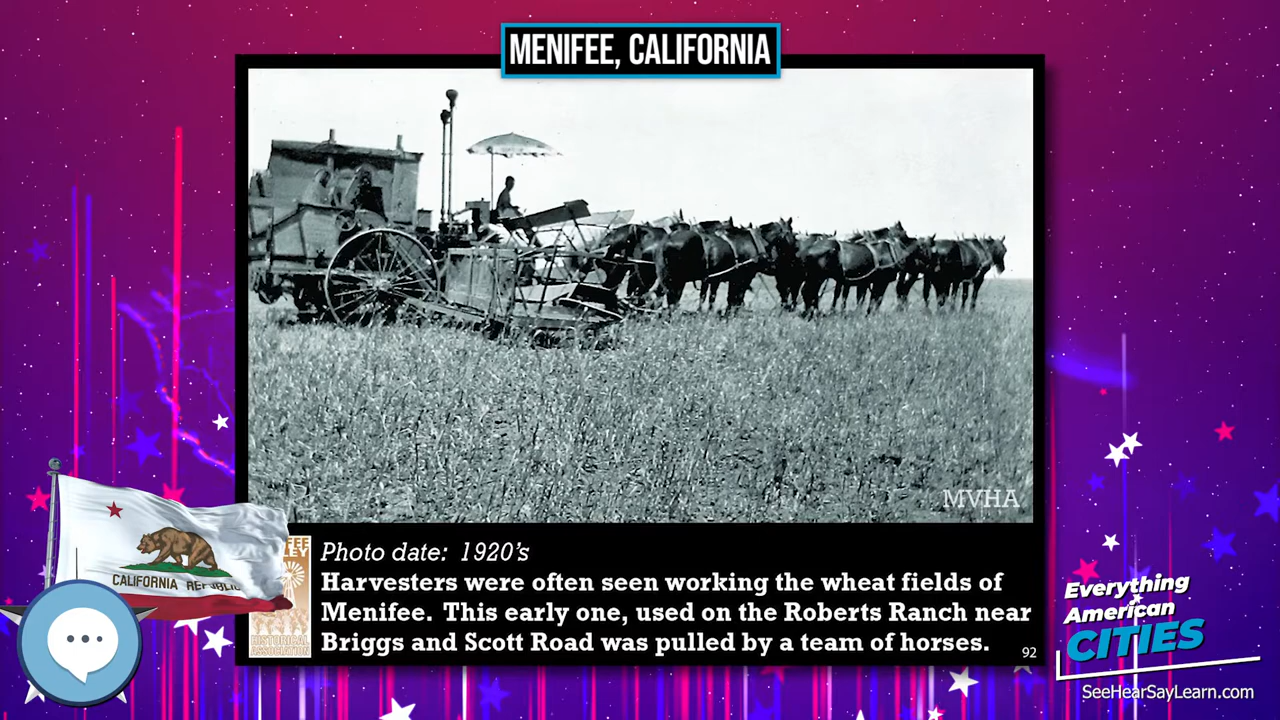 MENIFEE, CALIFORNIA
MVHA
Photo date: 1920's
Harvesters were often seen working the wheat fields of
Menifee. This early one, used on the Roberts Ranch near
Briggs and Scott Road was pulled by a team of horses.
92
HISTORICAL
ASSOCIATION
CALIFORNIA REPUBLIC
Everything
American
CITIES
SeeHearSayLearn.com